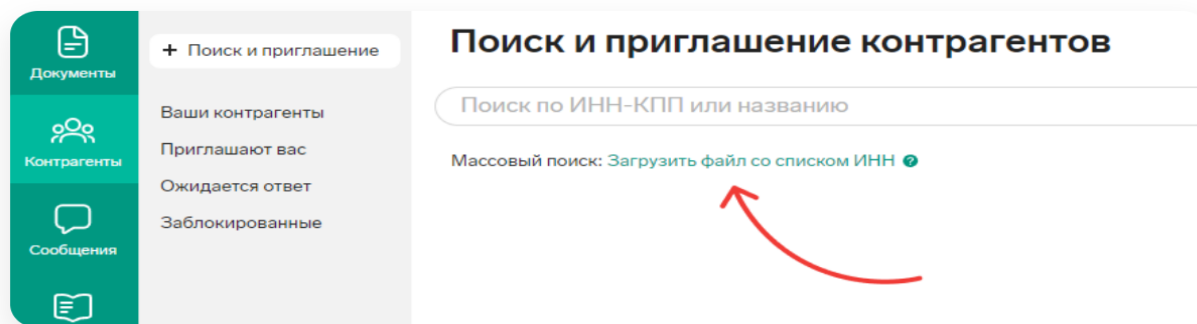 Документы
Контрагенты
Сообщения
+ Поиск и приглашение
Ваши контрагенты
Приглашают вас
Ожидается ответ
Заблокированные
Поиск и приглашение контрагентов
Поиск по ИНН-КПП или названию
Массовый поиск: Загрузить файл со списком ИНН ?